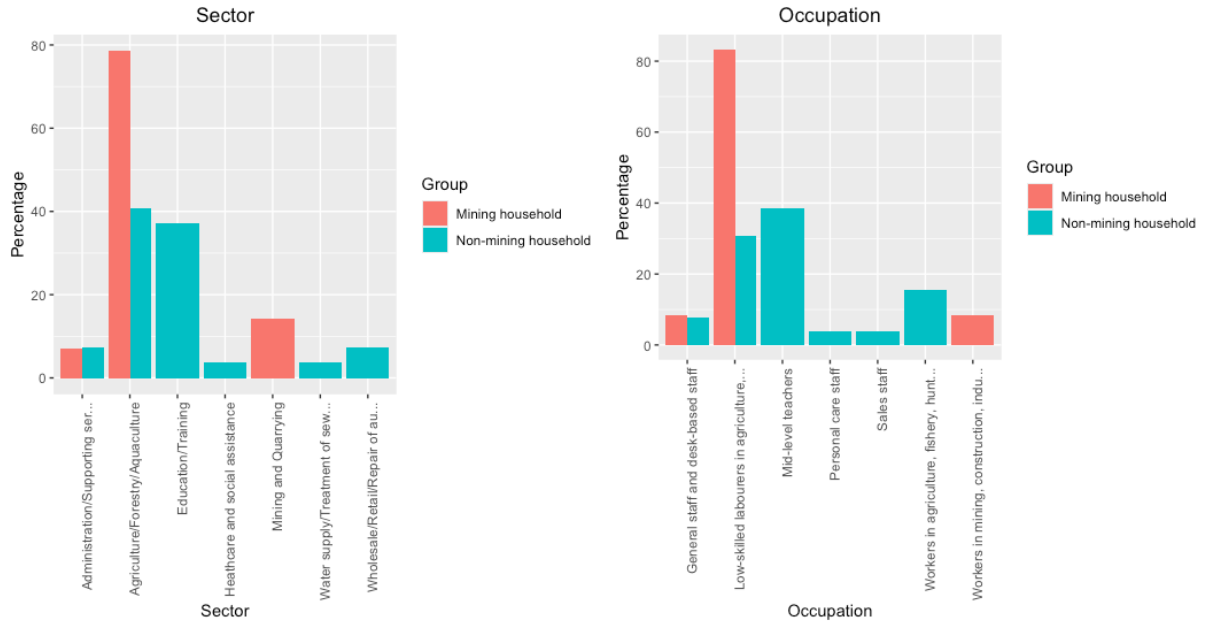 Sector
80
60
40
20
0
Percentage
Administration/Supporting ser...
Agriculture/Forestry/Aquaculture
Education/Training
Heathcare and social assistance
Mining and Quarrying
Water supply/Treatment of sew...
Wholesale/Retail/Repair of au...
Sector
Group
Mining household
Non-mining household
Occupation
80
60
40
20
0
Percentage
General staff and desk-based staff
Low-skilled labourers in agriculture,...
Mid-level teachers
Personal care staff
Sales staff
Workers in agriculture, fishery, hunt...
Workers in mining, construction, indu...
Occupation
Group
Mining household
Non-mining household